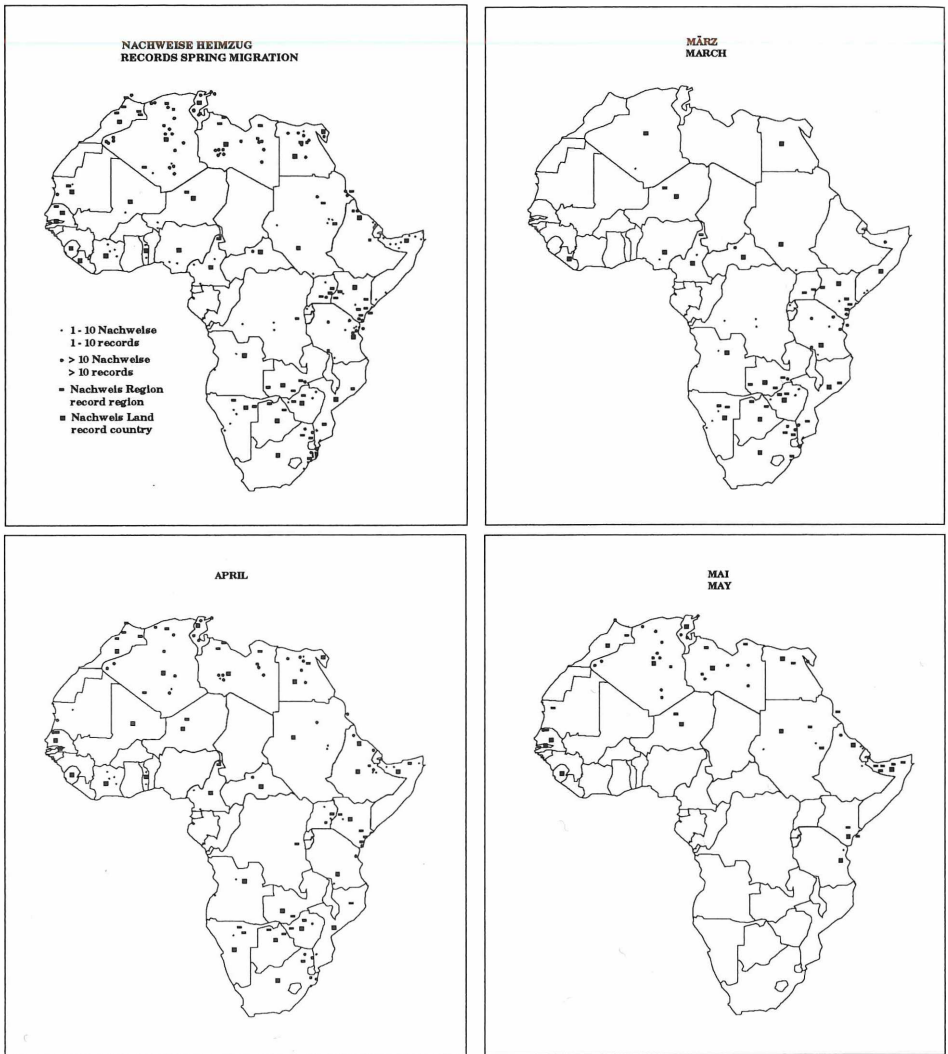 NACHWEISE HEIMZUG
RECORDS SPRING MIGRATION
· 1 - 10 Nachweise
1 - 10 records
• > 10 Nachweise
> 10 records
Nachweis Region
record region
Nachweis Land
record country
MÄRZ
MARCH
APRIL
MAI
MAY